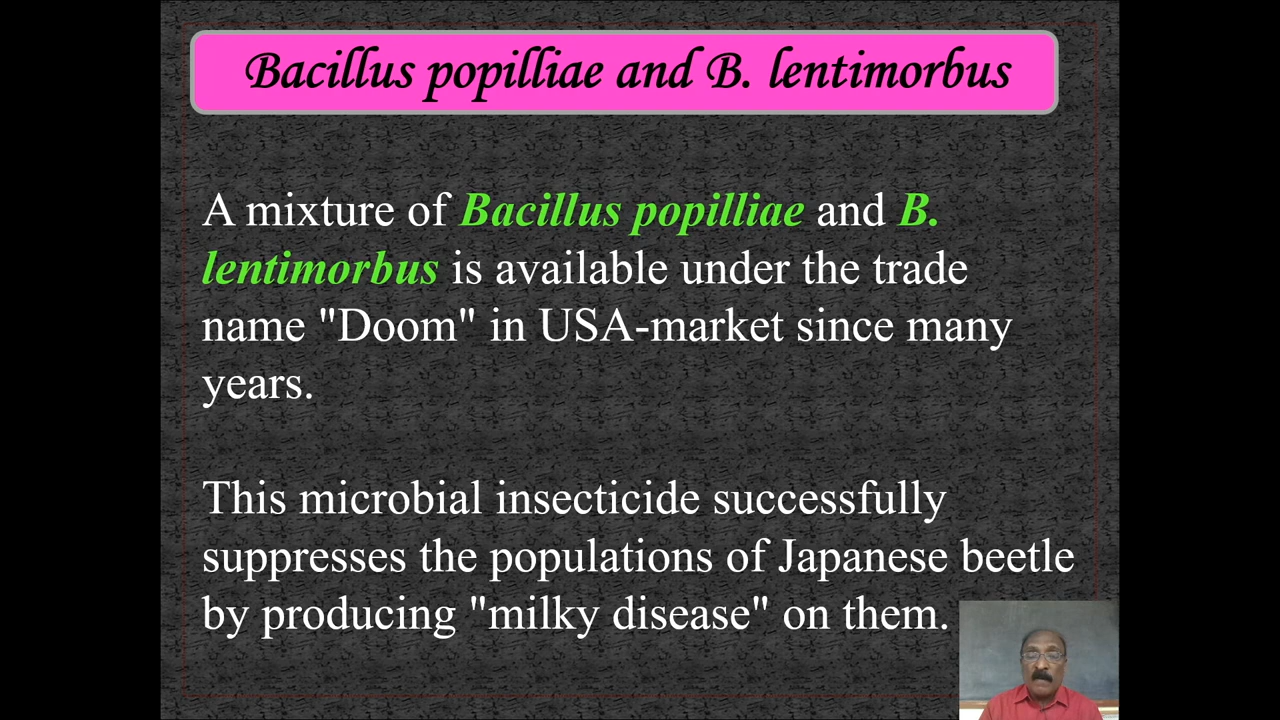 Bacillus popilliae and B. lentimorbus
A mixture of Bacillus popilliae and B.
lentimorbus is available under the trade
name "Doom" in USA-market since many
years.
This microbial insecticide successfully
suppresses the populations of Japanese beetle
by producing "milky disease" on them.